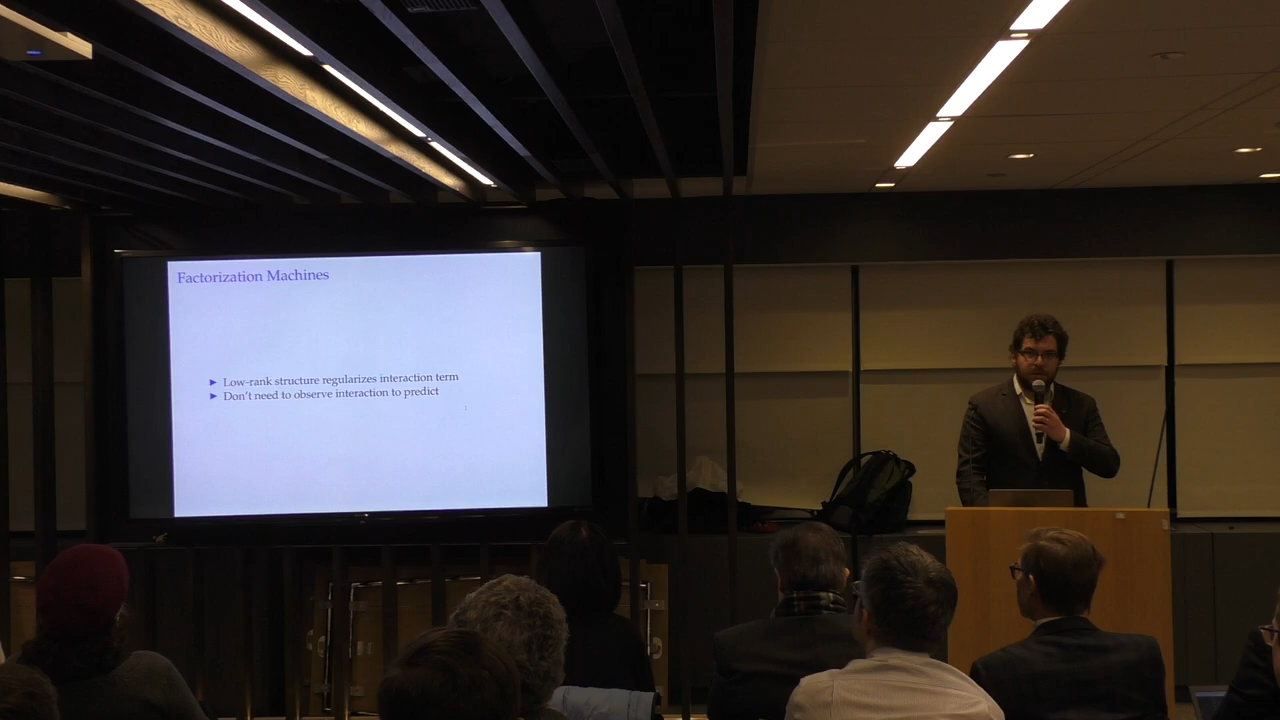 Factorization Machines
Low-rank structure regularizes interaction term
Don't need to observe interaction to predict